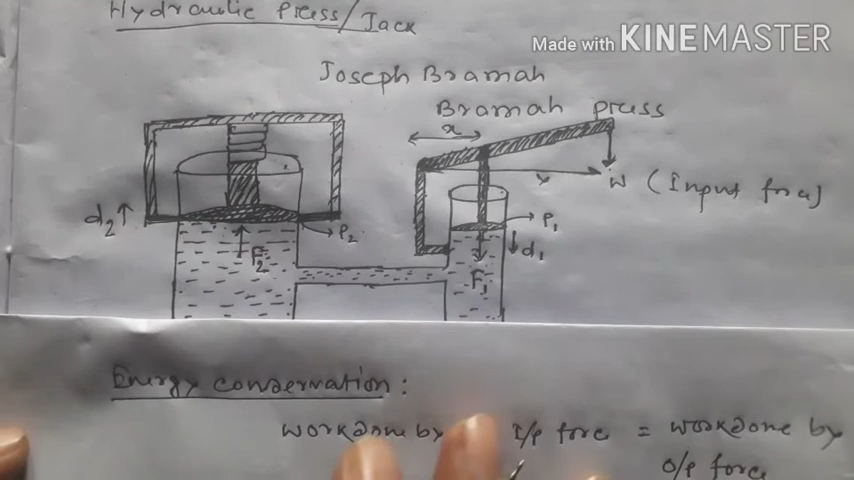 Hydraulic Press/Jack
Made with KINEMASTER
Joseph Bramah
Bramah press
x
y
W (Input force)
d2↑
P2
P1
↓d1
F2
F1
Energy conservation:
workdone by I/p force = workdone by
O/p force